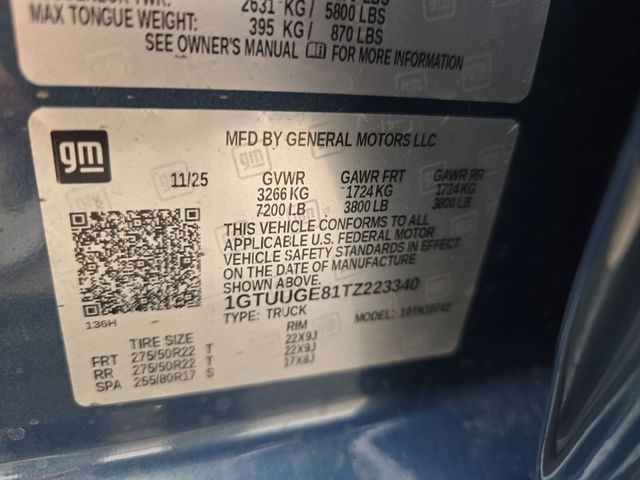 2631 KG/ 5800 LBS
MAX TONGUE WEIGHT: 395 KG/ 870 LBS
SEE OWNER'S MANUAL FOR MORE INFORMATION
gm
MFD BY GENERAL MOTORS LLC
11/25 GVWR GAWR FRT GAWR RR
3266 KG 1724 KG 1724 KG
7200 LB 3800 LB 3800 LB
THIS VEHICLE CONFORMS TO ALL
APPLICABLE U.S. FEDERAL MOTOR
VEHICLE SAFETY STANDARDS IN EFFECT
ON THE DATE OF MANUFACTURE
SHOWN ABOVE.
1GTUUGE81TZ223340
TYPE: TRUCK MODEL:
136H
TIRE SIZE RIM
FRT 275/50R22 T 22X9J
RR 275/50R22 T 22X9J
SPA 255/80R17 S 17X8J